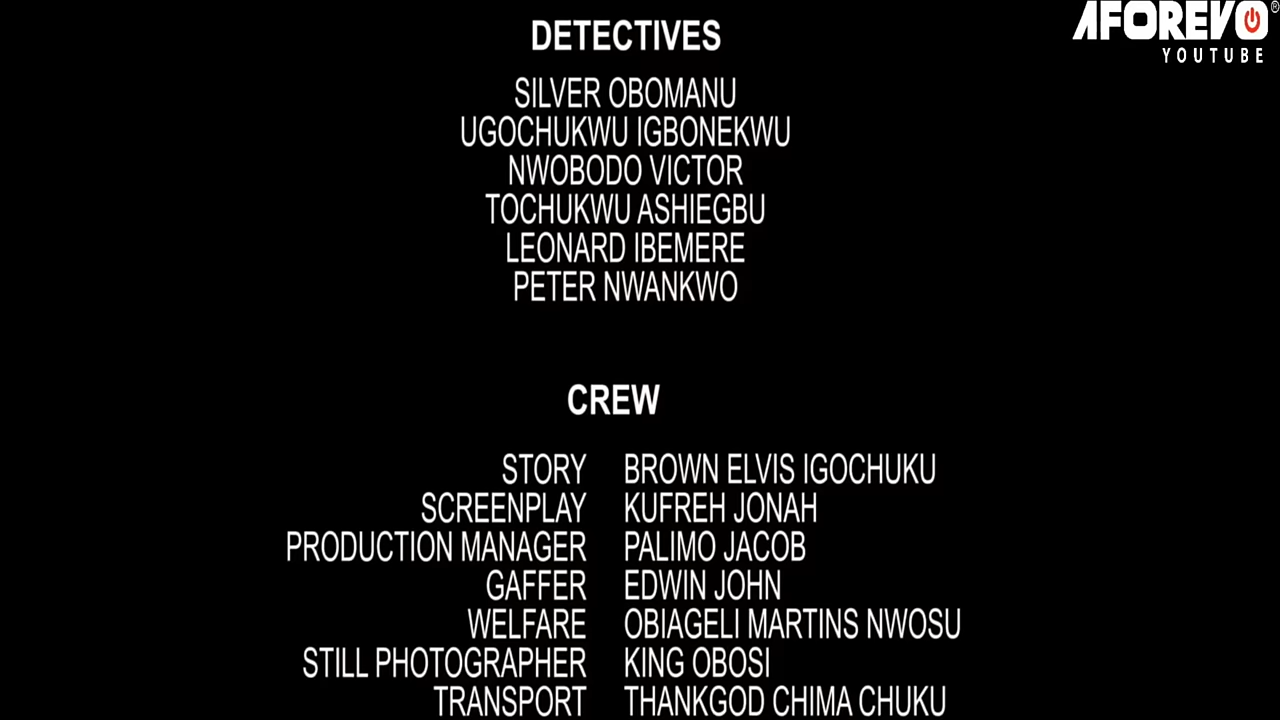 AFOREVO®
YOUTUBE
DETECTIVES
SILVER OBOMANU
UGOCHUKWU IGBONEKWU
NWOBODO VICTOR
TOCHUKWU ASHIEGBU
LEONARD IBEMERE
PETER NWANKWO
CREW
STORY BROWN ELVIS IGOCHUKU
SCREENPLAY KUFREH JONAH
PRODUCTION MANAGER PALIMO JACOB
GAFFER EDWIN JOHN
WELFARE OBIAGELI MARTINS NWOSU
STILL PHOTOGRAPHER KING OBOSI
TRANSPORT THANKGOD CHIMA CHUKU